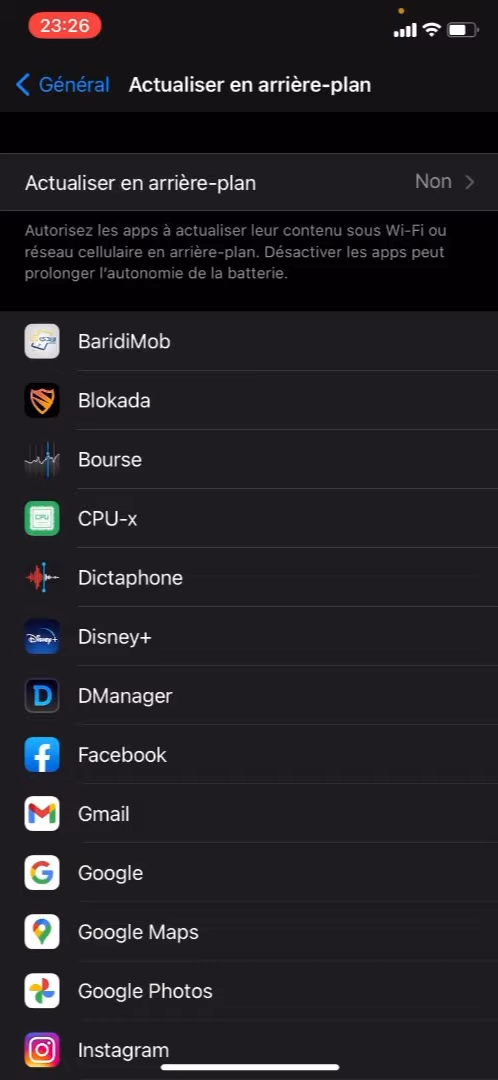 23:26
Général
Actualiser en arrière-plan
Actualiser en arrière-plan
Non
Autorisez les apps à actualiser leur contenu sous Wi-Fi ou
réseau cellulaire en arrière-plan. Désactiver les apps peut
prolonger l'autonomie de la batterie.
BaridiMob
Blokada
Bourse
CPU
CPU-x
Dictaphone
Disney+
Disney+
DManager
Facebook
Gmail
Google
Google Maps
Google Photos
Instagram